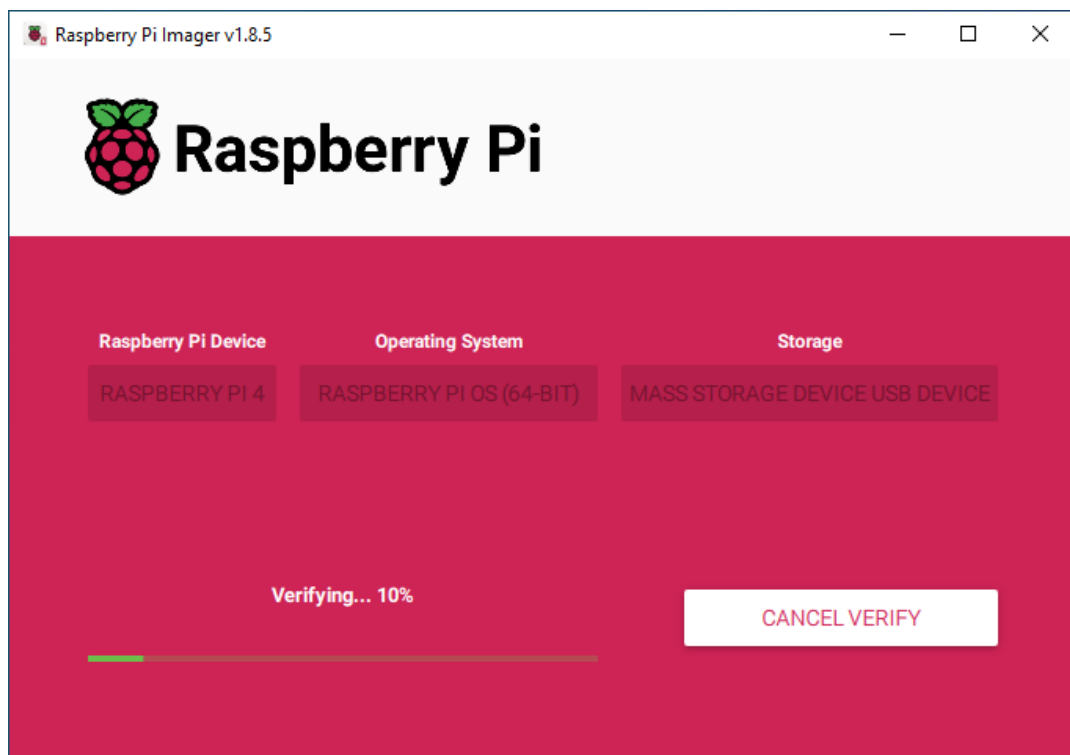 Raspberry Pi Imager v1.8.5
Raspberry Pi
Raspberry Pi Device
Operating System
Storage
RASPBERRY PI 4
RASPBERRY PI OS (64-BIT)
MASS STORAGE DEVICE USB DEVICE
Verifying... 10%
CANCEL VERIFY